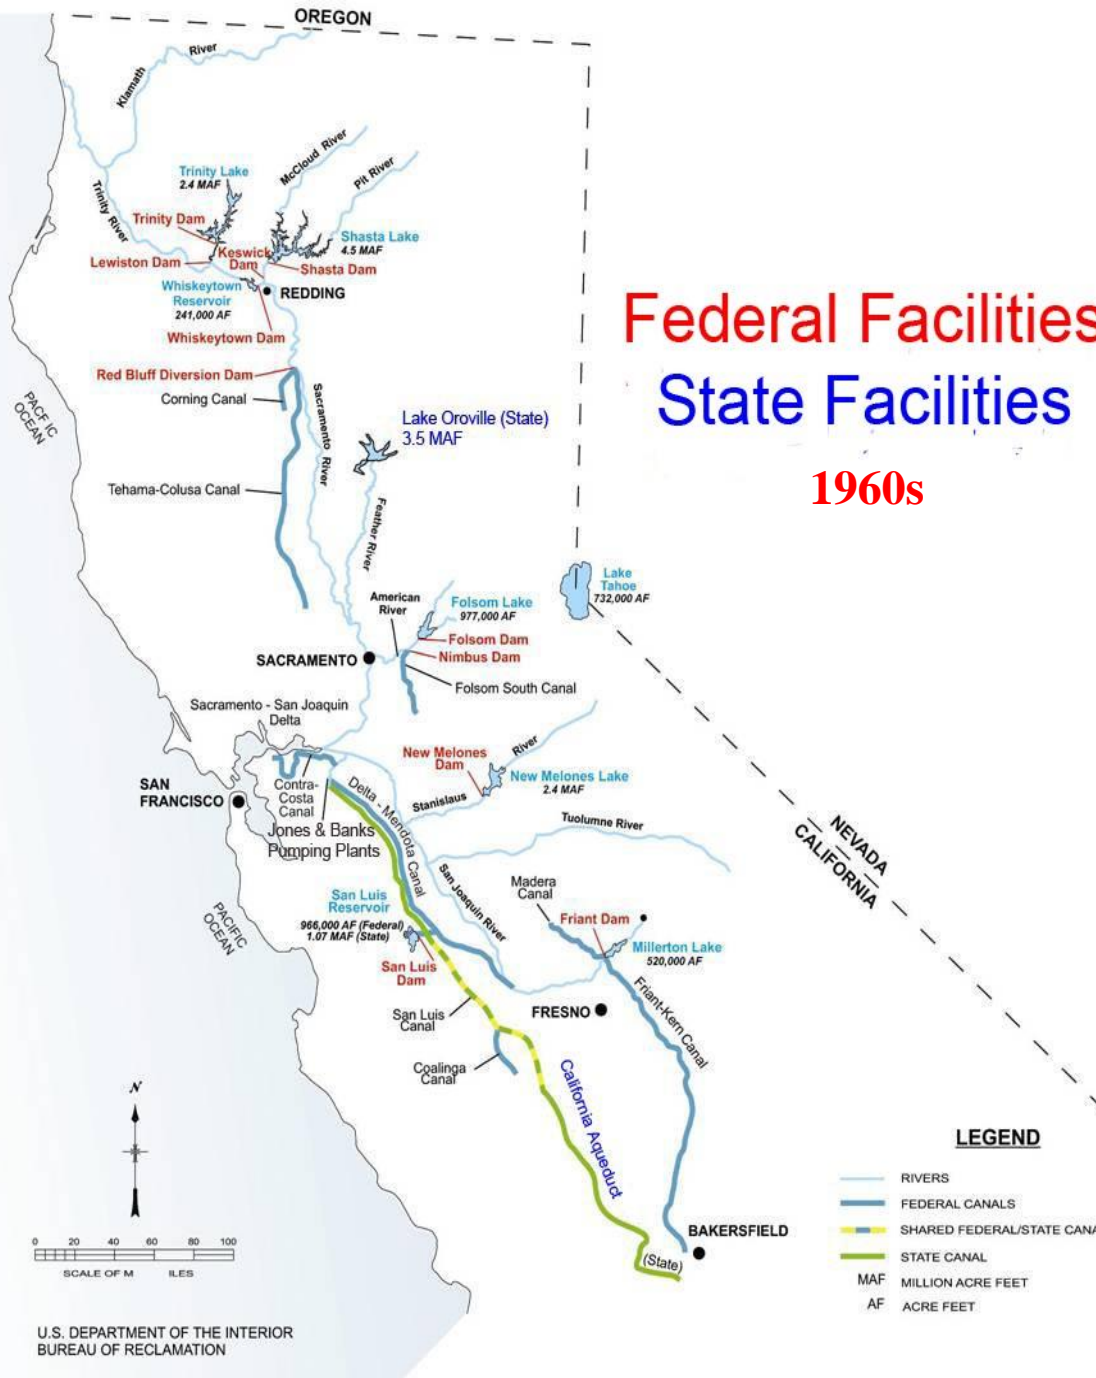 OREGON
Klamath
River
McCloud River
Pit River
Trinity Lake
2.4 MAF
Trinity River
Trinity Dam
Shasta Lake
4.5 MAF
Keswick
Dam
Lewiston Dam
Shasta Dam
Whiskeytown
Reservoir
241,000 AF
REDDING
Whiskeytown Dam
Federal Facilities
State Facilities
1960s
Red Bluff Diversion Dam
Corning Canal
Sacramento River
PACF IC
OCEAN
Lake Oroville (State)
3.5 MAF
Tehama-Colusa Canal
Feather River
Lake
Tahoe
732,000 AF
American
River
Folsom Lake
977,000 AF
Folsom Dam
Nimbus Dam
SACRAMENTO
Folsom South Canal
Sacramento - San Joaquin
Delta
New Melones
Dam
River
New Melones Lake
2.4 MAF
Stanislaus
SAN
FRANCISCO
Contra-
Costa
Canal
Delta - Mendota Canal
Jones & Banks
Pumping Plants
Tuolumne River
NEVADA
CALIFORNIA
San Joaquin River
Madera
Canal
San Luis
Reservoir
966,000 AF (Federal)
1.07 MAF (State)
Friant Dam
Millerton Lake
520,000 AF
PACIFIC
OCEAN
San Luis
Dam
San Luis
Canal
FRESNO
Friant-Kern Canal
Coalinga
Canal
California Aqueduct
N
LEGEND
RIVERS
FEDERAL CANALS
SHARED FEDERAL/STATE CANA
STATE CANAL
MAF MILLION ACRE FEET
AF ACRE FEET
BAKERSFIELD
(State)
0 20 40 60 80 100
SCALE OF M ILES
U.S. DEPARTMENT OF THE INTERIOR
BUREAU OF RECLAMATION